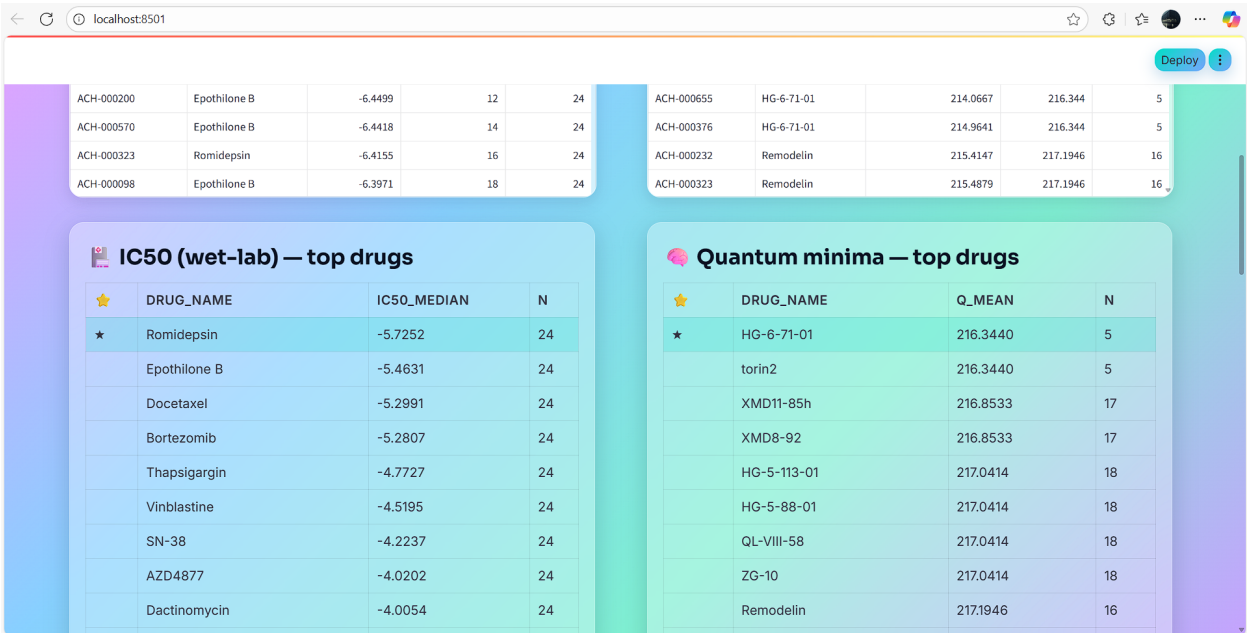 localhost:8501
Deploy
ACH-000200 Epothilone B -6.4499 12 24
ACH-000570 Epothilone B -6.4418 14 24
ACH-000323 Romidepsin -6.4155 16 24
ACH-000098 Epothilone B -6.3971 18 24
ACH-000655 HG-6-71-01 214.0667 216.344 5
ACH-000376 HG-6-71-01 214.9641 216.344 5
ACH-000232 Remodelin 215.4147 217.1946 16
ACH-000323 Remodelin 215.4879 217.1946 16
IC50 (wet-lab) — top drugs
DRUG_NAME IC50_MEDIAN N
Romidepsin -5.7252 24
Epothilone B -5.4631 24
Docetaxel -5.2991 24
Bortezomib -5.2807 24
Thapsigargin -4.7727 24
Vinblastine -4.5195 24
SN-38 -4.2237 24
AZD4877 -4.0202 24
Dactinomycin -4.0054 24
Quantum minima — top drugs
DRUG_NAME Q_MEAN N
HG-6-71-01 216.3440 5
torin2 216.3440 5
XMD11-85h 216.8533 17
XMD8-92 216.8533 17
HG-5-113-01 217.0414 18
HG-5-88-01 217.0414 18
QL-VIII-58 217.0414 18
ZG-10 217.0414 18
Remodelin 217.1946 16